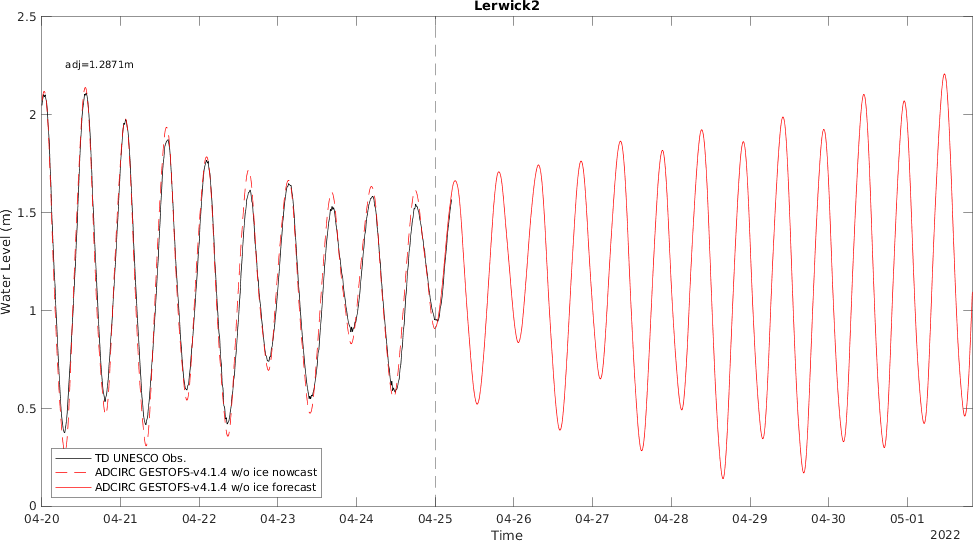 Lerwick2
2.5
2
1.5
1
0.5
0
Water Level (m)
adj=1.2871m
TD UNESCO Obs.
ADCIRC GESTOFS-v4.1.4 w/o ice nowcast
ADCIRC GESTOFS-v4.1.4 w/o ice forecast
04-20 04-21 04-22 04-23 04-24 04-25 04-26 04-27 04-28 04-29 04-30 05-01
Time
2022